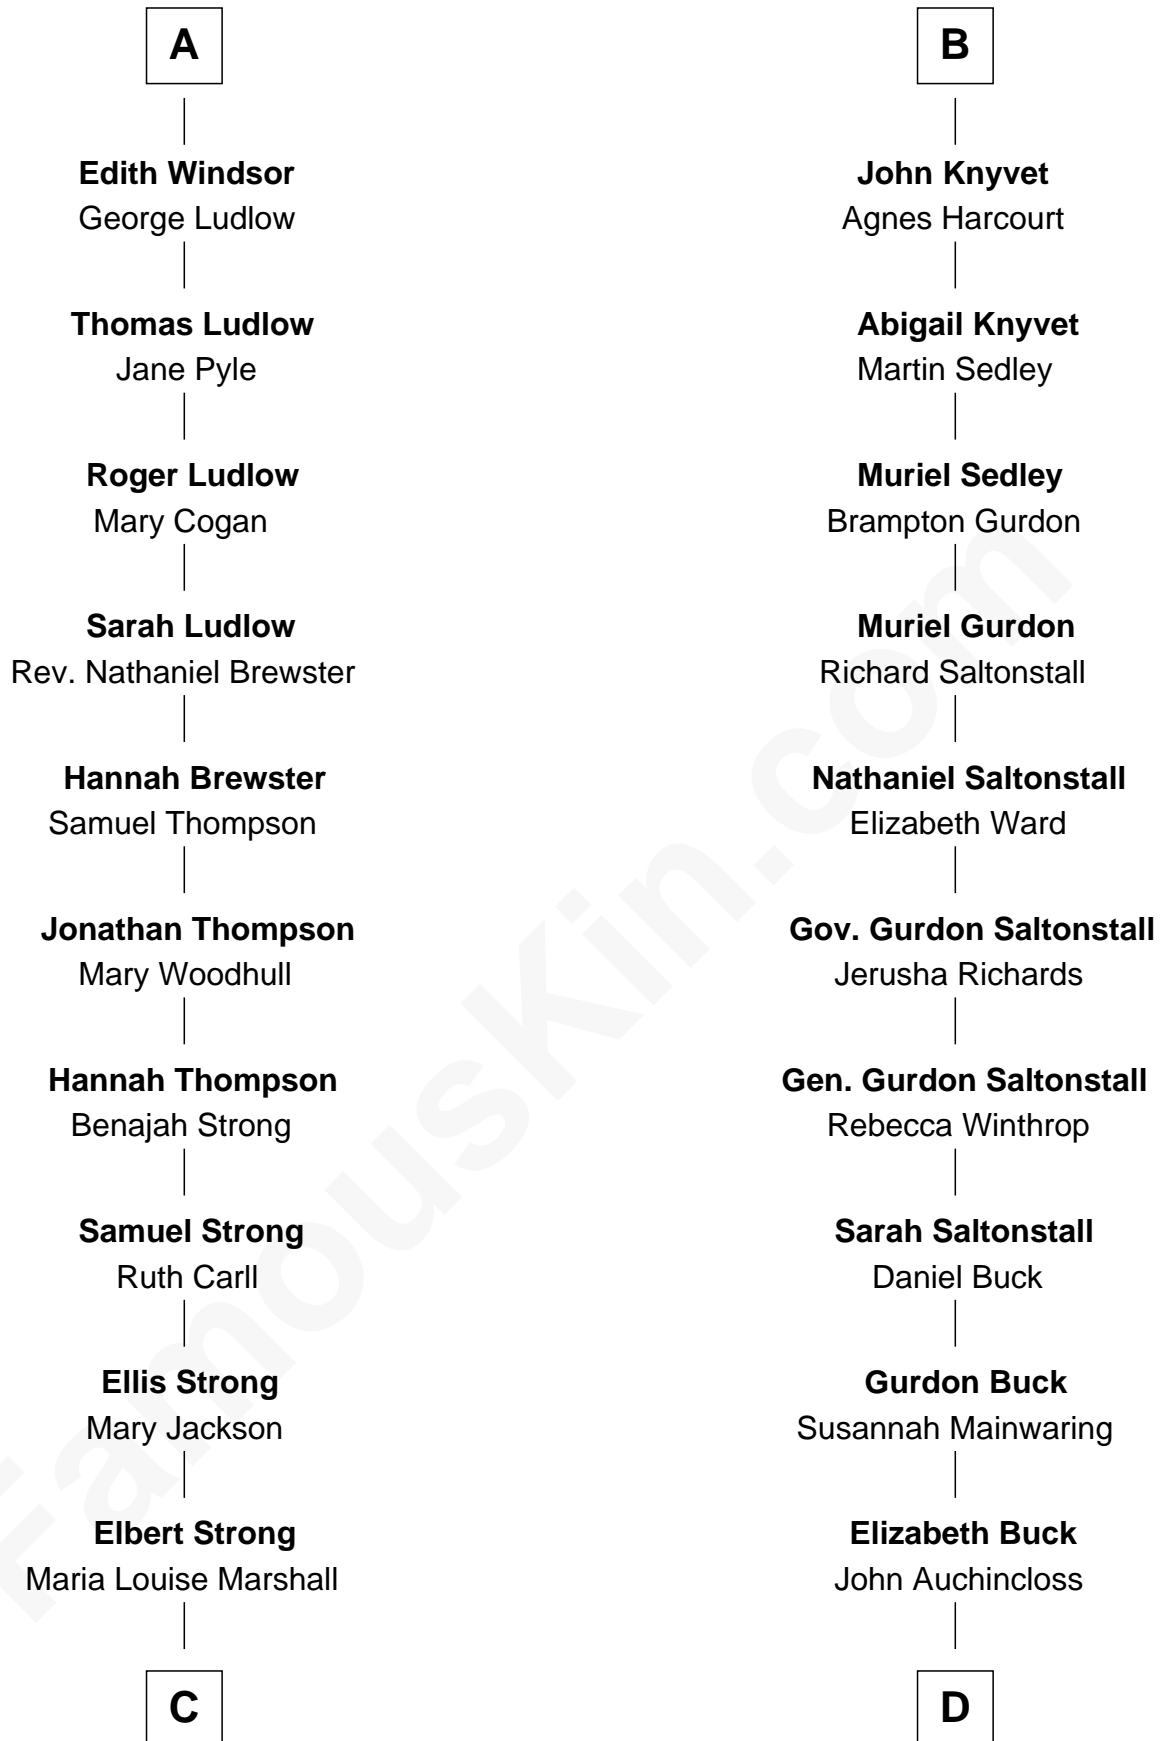 A
Edith Windsor
George Ludlow
Thomas Ludlow
Jane Pyle
Roger Ludlow
Mary Cogan
Sarah Ludlow
Rev. Nathaniel Brewster
Hannah Brewster
Samuel Thompson
Jonathan Thompson
Mary Woodhull
Hannah Thompson
Benajah Strong
Samuel Strong
Ruth Carll
Ellis Strong
Mary Jackson
Elbert Strong
Maria Louise Marshall
C
B
John Knyvet
Agnes Harcourt
Abigail Knyvet
Martin Sedley
Muriel Sedley
Brampton Gurdon
Muriel Gurdon
Richard Saltonstall
Nathaniel Saltonstall
Elizabeth Ward
Gov. Gurdon Saltonstall
Jerusha Richards
Gen. Gurdon Saltonstall
Rebecca Winthrop
Sarah Saltonstall
Daniel Buck
Gurdon Buck
Susannah Mainwaring
Elizabeth Buck
John Auchincloss
D
FamousKin.com